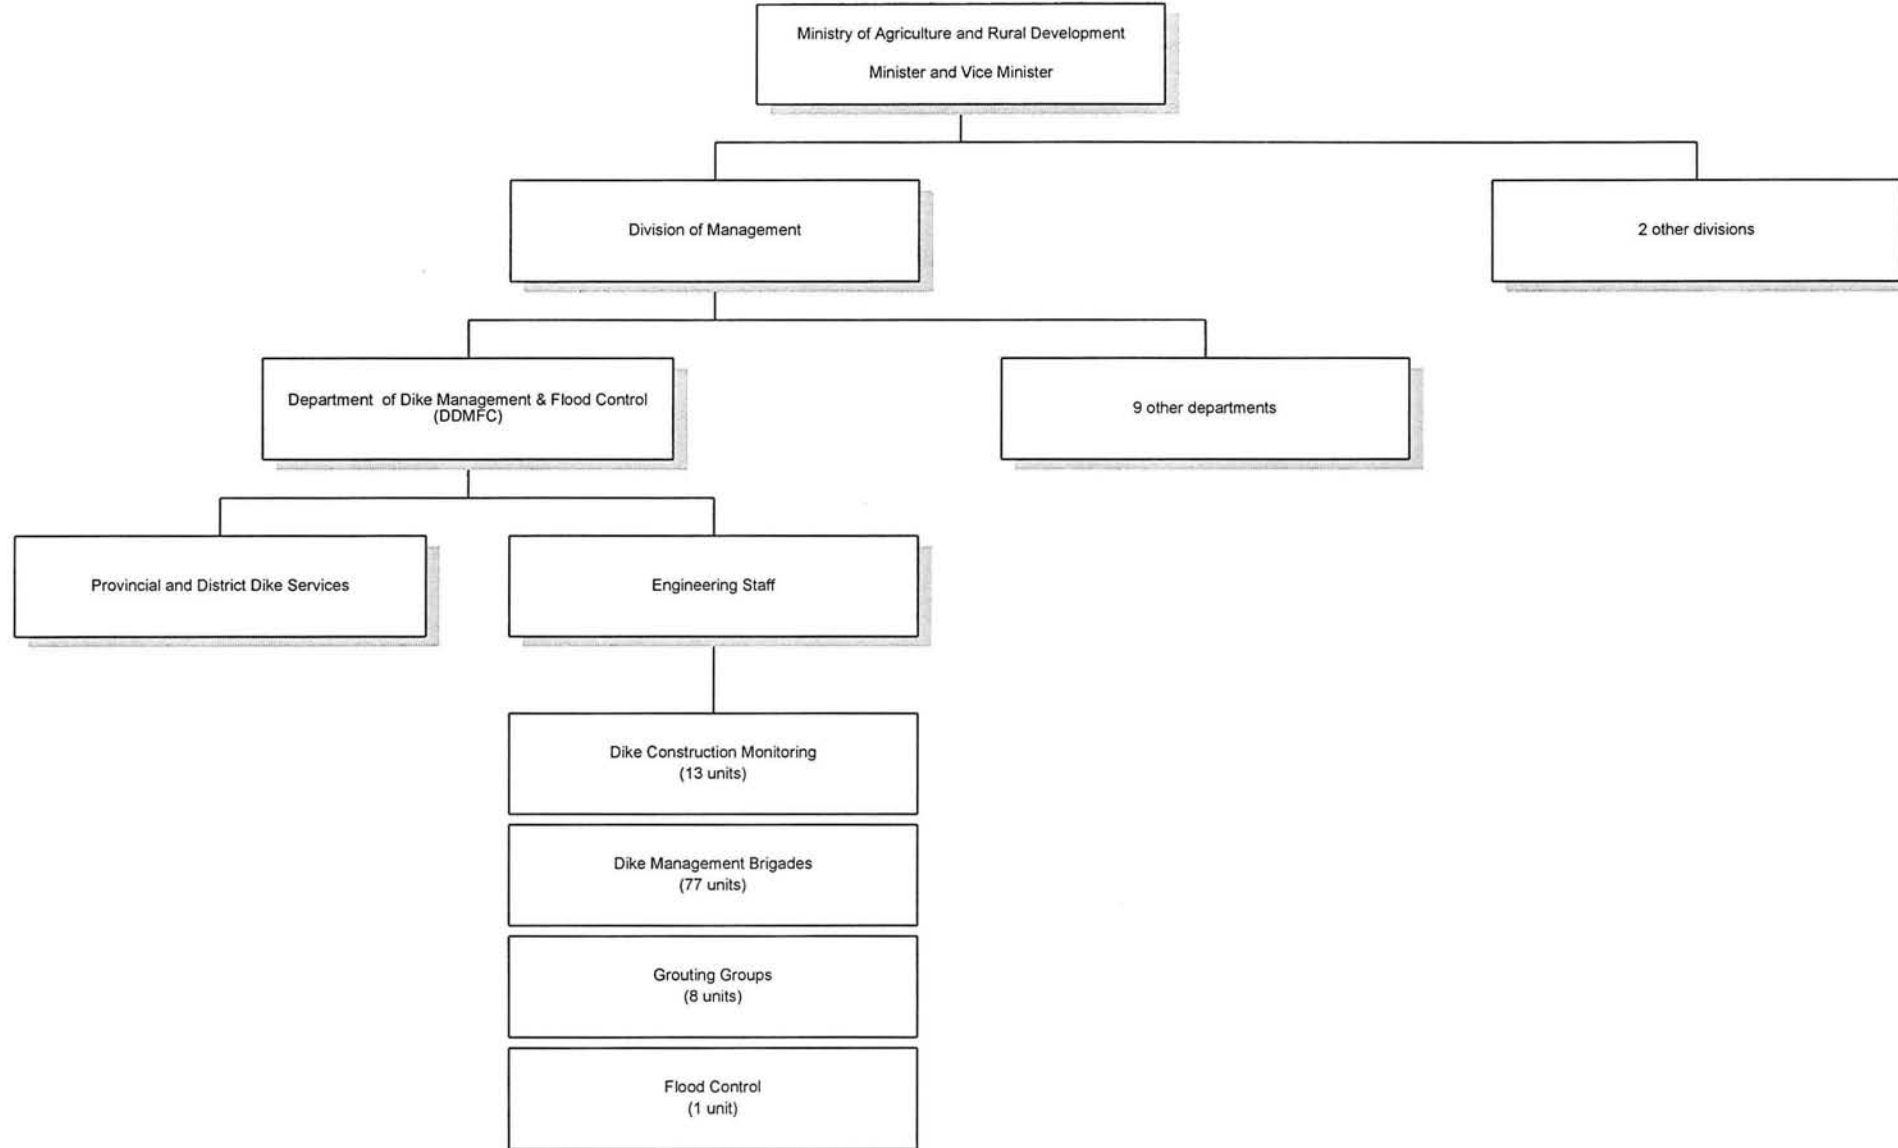 Ministry of Agriculture and Rural Development
Minister and Vice Minister
Division of Management
2 other divisions
Department of Dike Management & Flood Control
(DDMFC)
9 other departments
Provincial and District Dike Services
Engineering Staff
Dike Construction Monitoring
(13 units)
Dike Management Brigades
(77 units)
Grouting Groups
(8 units)
Flood Control
(1 unit)